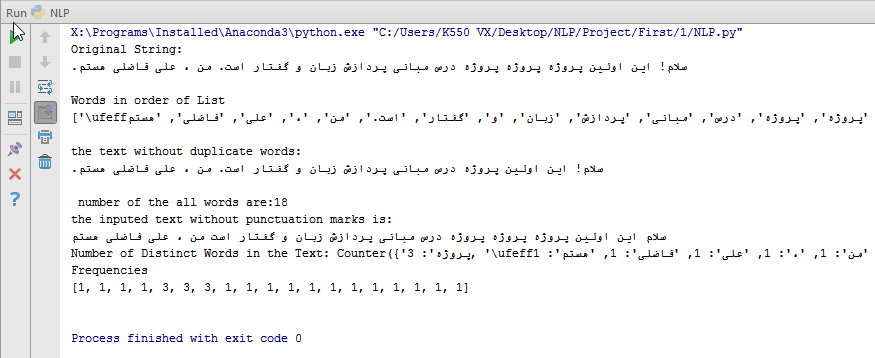 Run NLP
X:\Programs\Installed\Anaconda3\python.exe "C:/Users/K550 VX/Desktop/NLP/Project/First/1/NLP.py"
Original String:
سلام! این اولین پروژه پروژه پروژه درس مبانی پردازش زبان و گفتار است. من ، علی فاضلی هستم.
Words in order of List
['\ufeff پروژه', 'پروژه', 'درس', 'مبانی', 'پردازش', 'زبان', 'و', 'گفتار', 'است.', 'من', '،', 'علی', 'فاضلی', 'هستم
the text without duplicate words:
سلام! این اولین پروژه درس مبانی پردازش زبان و گفتار است. من ، علی فاضلی هستم.
number of the all words are:18
the inputed text without punctuation marks is:
سلام این اولین پروژه پروژه پروژه درس مبانی پردازش زبان و گفتار است من ، علی فاضلی هستم
Number of Distinct Words in the Text: Counter({'پروژه': 3, '\ufeff من': 1, '،': 1, 'علی': 1, 'فاضلی': 1, 'هستم': 1
Frequencies
[1, 1, 1, 1, 3, 3, 3, 1, 1, 1, 1, 1, 1, 1, 1, 1, 1, 1, 1]
Process finished with exit code 0